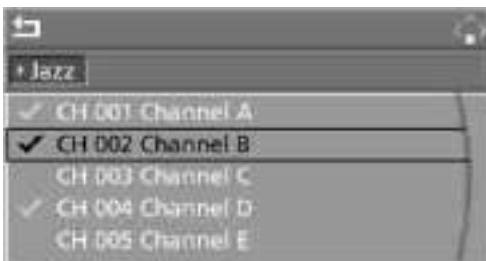 Jazz
CH 001 Channel A
CH 002 Channel B
CH 003 Channel C
CH 004 Channel D
CH 005 Channel E